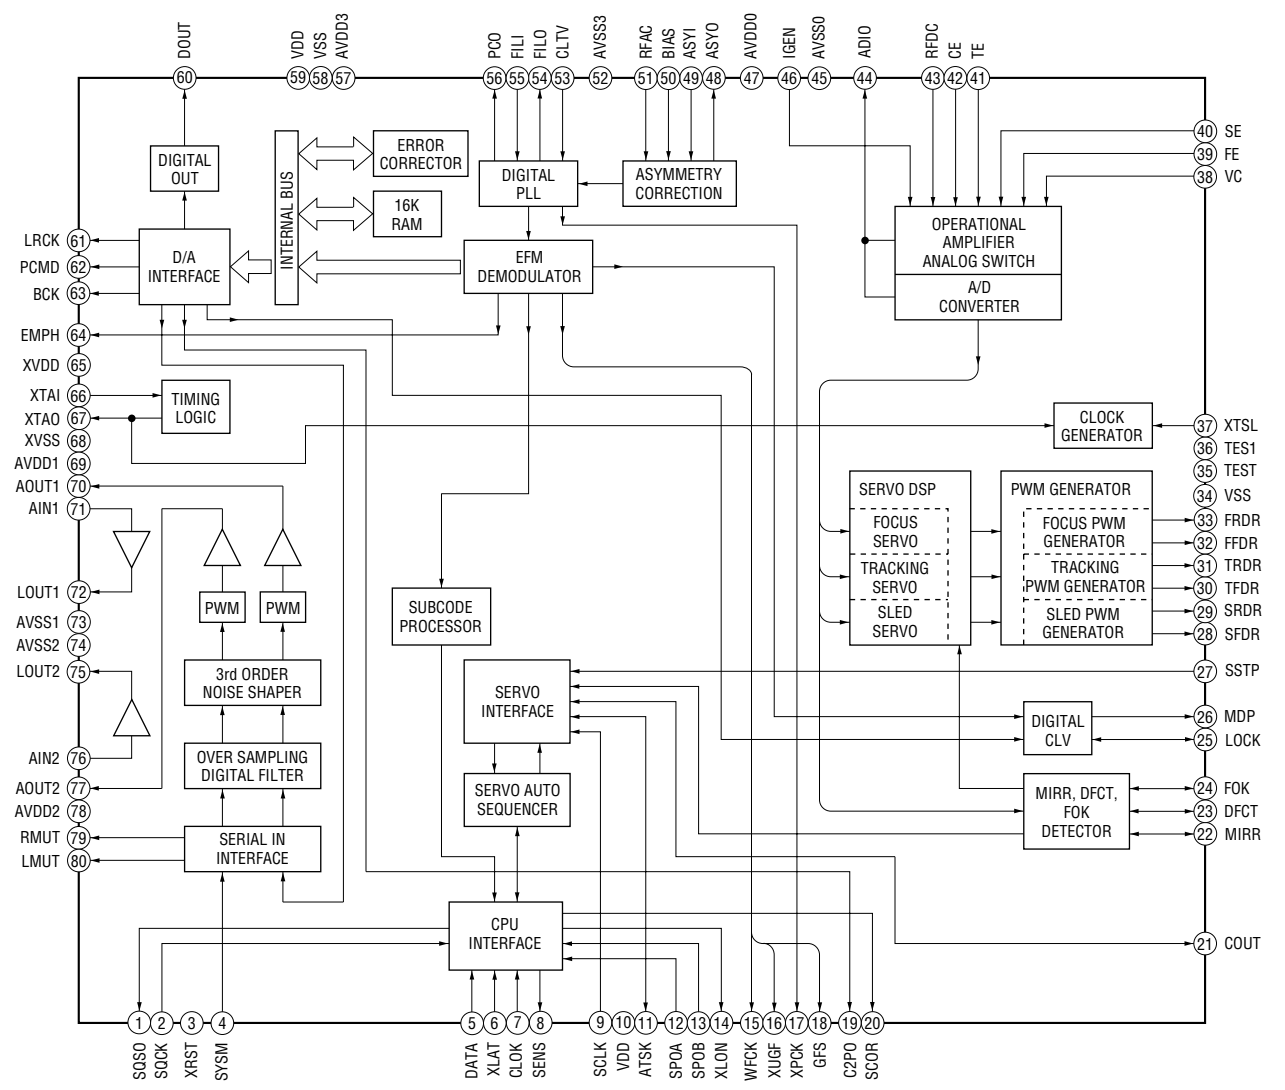 DOUT
VDD
VSS
AVDD3
PCO
FILI
FILO
CLTV
AVSS3
RFAC
BIAS
ASYI
ASYO
AVDD0
IGEN
AVSS0
ADIO
RFDC
CE
TE
60
59
58
57
56
55
54
53
52
51
50
49
48
47
46
45
44
43
42
41
40 SE
39 FE
38 VC
DIGITAL
OUT
INTERNAL BUS
ERROR
CORRECTOR
16K
RAM
DIGITAL
PLL
ASYMMETRY
CORRECTION
OPERATIONAL
AMPLIFIER
ANALOG SWITCH
A/D
CONVERTER
LRCK 61
PCMD 62
BCK 63
D/A
INTERFACE
EFM
DEMODULATOR
EMPH 64
XVDD 65
XTAI 66
XTAO 67
XVSS 68
AVDD1 69
AOUT1 70
AIN1 71
TIMING
LOGIC
CLOCK
GENERATOR
37 XTSL
36 TES1
35 TEST
34 VSS
33 FRDR
32 FFDR
31 TRDR
30 TFDR
29 SRDR
28 SFDR
27 SSTP
SERVO DSP
FOCUS
SERVO
TRACKING
SERVO
SLED
SERVO
PWM GENERATOR
FOCUS PWM
GENERATOR
TRACKING
PWM GENERATOR
SLED PWM
GENERATOR
LOUT1 72
AVSS1 73
AVSS2 74
LOUT2 75
AIN2 76
AOUT2 77
AVDD2 78
RMUT 79
LMUT 80
PWM
PWM
3rd ORDER
NOISE SHAPER
OVER SAMPLING
DIGITAL FILTER
SERIAL IN
INTERFACE
SUBCODE
PROCESSOR
SERVO
INTERFACE
SERVO AUTO
SEQUENCER
CPU
INTERFACE
DIGITAL
CLV
MIRR, DFCT,
FOK
DETECTOR
26 MDP
25 LOCK
24 FOK
23 DFCT
22 MIRR
21 COUT
1
2
3
4
5
6
7
8
9
10
11
12
13
14
15
16
17
18
19
20
SQSO
SQCK
XRST
SYSM
DATA
XLAT
CLOK
SENS
SCLK
VDD
ATSK
SPOA
SPOB
XLON
WFCK
XUGF
XPCK
GFS
C2PO
SCOR